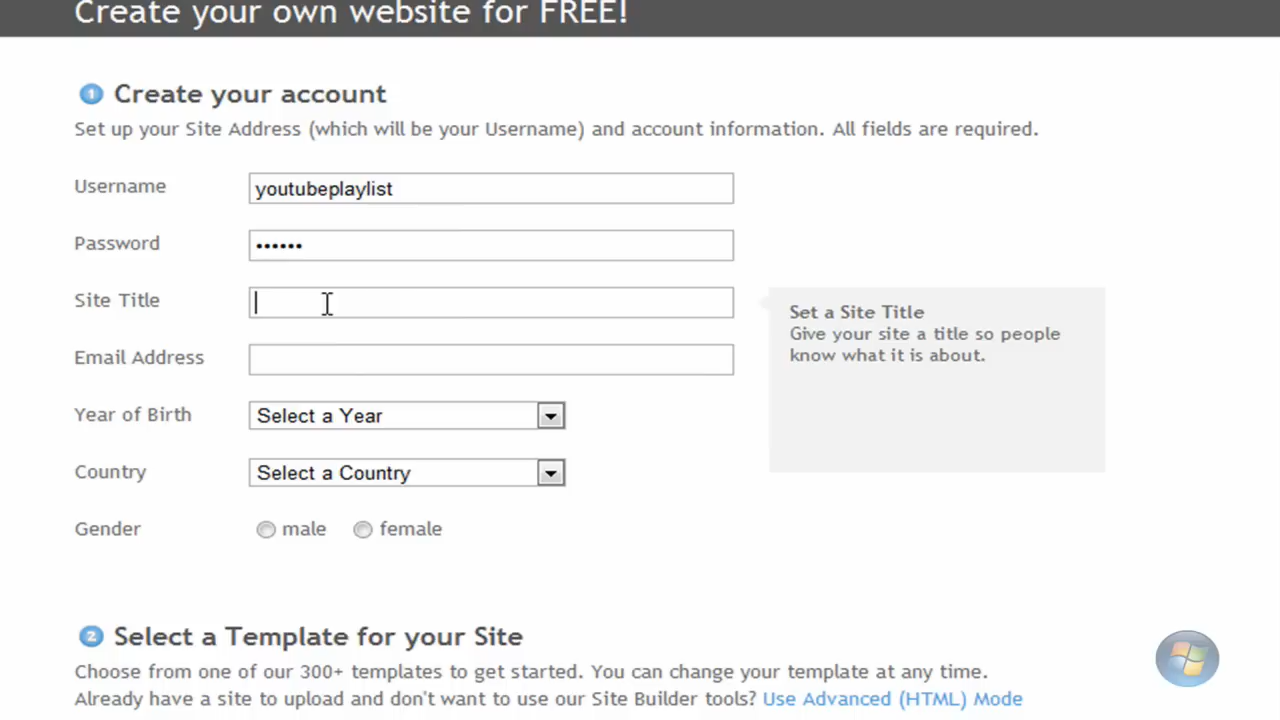 Create your own website for FREE!
1 Create your account
Set up your Site Address (which will be your Username) and account information. All fields are required.
Username youtubeplaylist
Password ••••••
Site Title
Set a Site Title
Give your site a title so people
know what it is about.
Email Address
Year of Birth Select a Year
Country Select a Country
Gender male female
2 Select a Template for your Site
Choose from one of our 300+ templates to get started. You can change your template at any time.
Already have a site to upload and don't want to use our Site Builder tools? Use Advanced (HTML) Mode